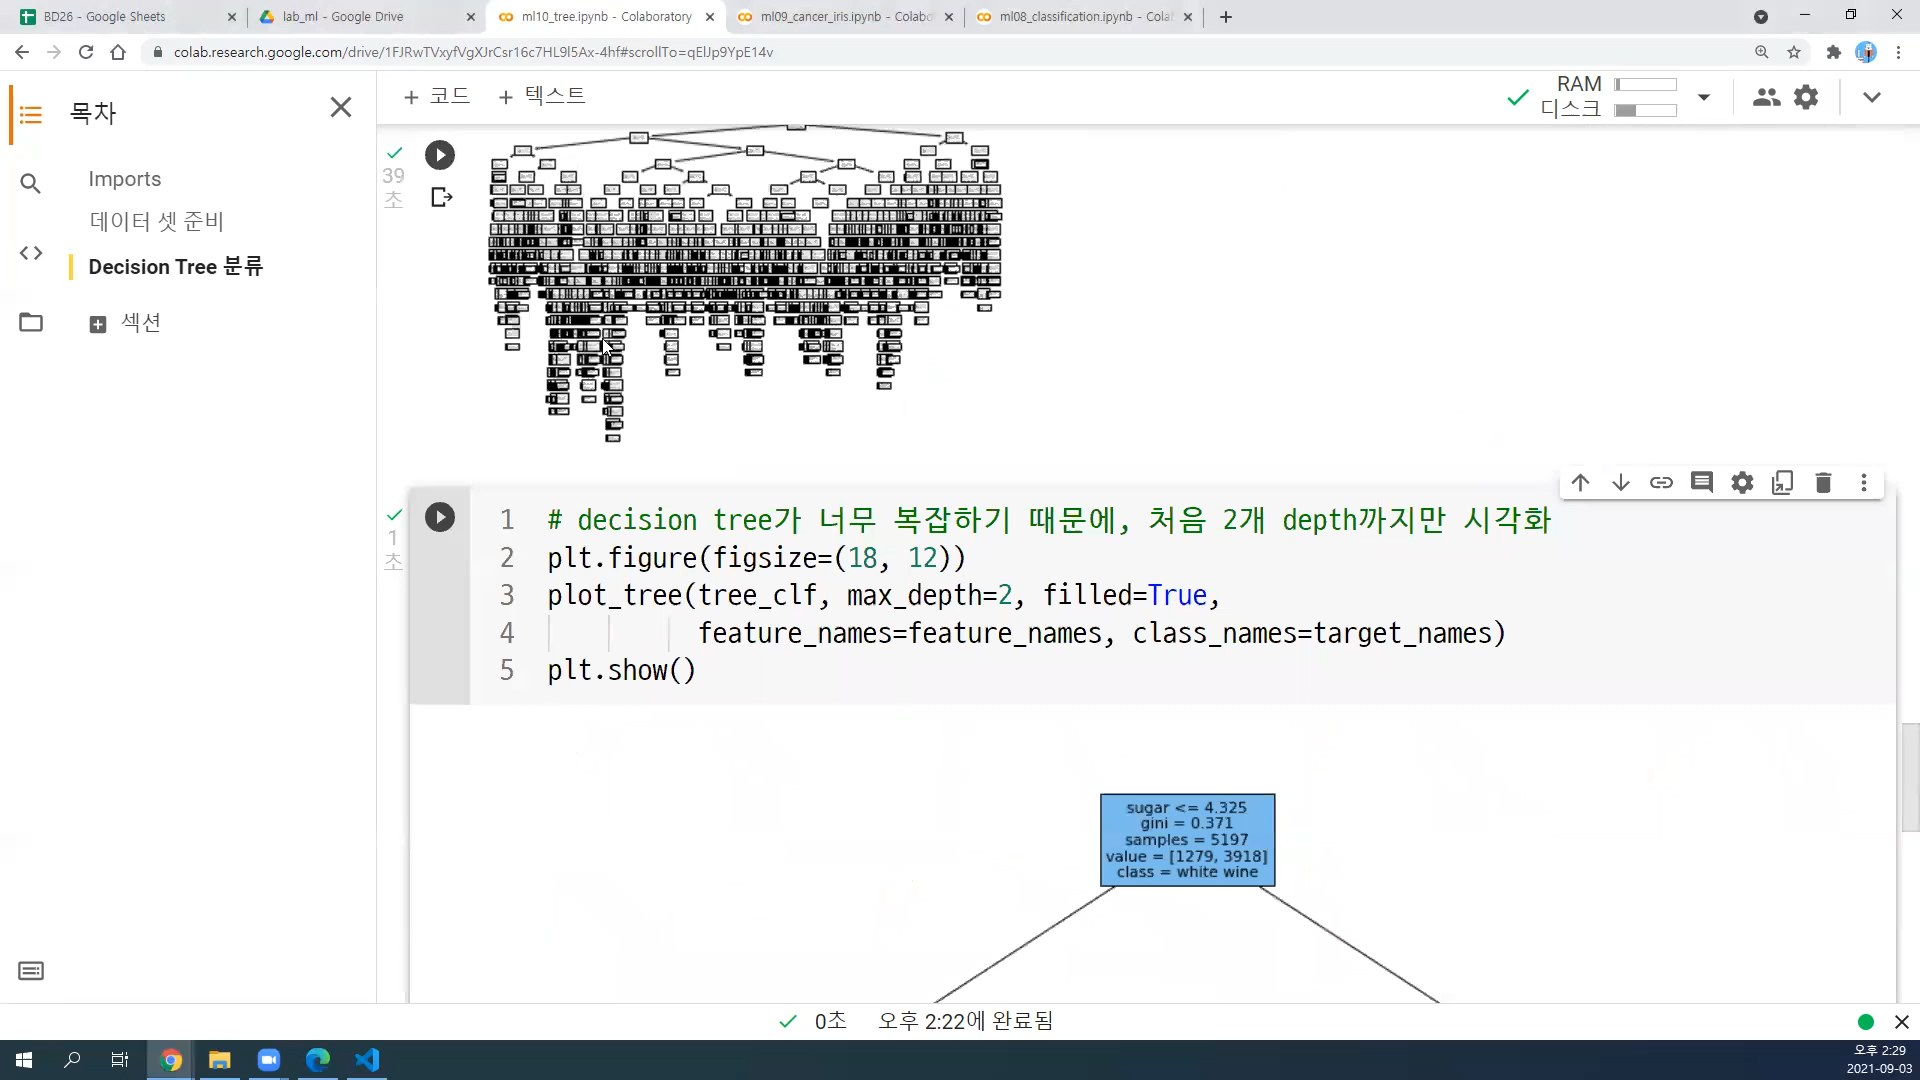 BD26 - Google Sheets
lab_ml - Google Drive
ml10_tree.ipynb - Colaboratory
ml09_cancer_iris.ipynb - Colabo
ml08_classification.ipynb - Cola
colab.research.google.com/drive/1FJRwTVxyfVgXJrCsr16c7HL9l5Ax-4hf#scrollTo=qElJp9YpE14v
목차
+ 코드 + 텍스트
RAM
디스크
Imports
데이터 셋 준비
Decision Tree 분류
섹션
39
초
1
초
1 # decision tree가 너무 복잡하기 때문에, 처음 2개 depth까지만 시각화
2 plt.figure(figsize=(18, 12))
3 plot_tree(tree_clf, max_depth=2, filled=True,
4 feature_names=feature_names, class_names=target_names)
5 plt.show()
sugar <= 4.325
gini = 0.371
samples = 5197
value = [1279, 3918]
class = white wine
0초 오후 2:22에 완료됨
오후 2:29
2021-09-03